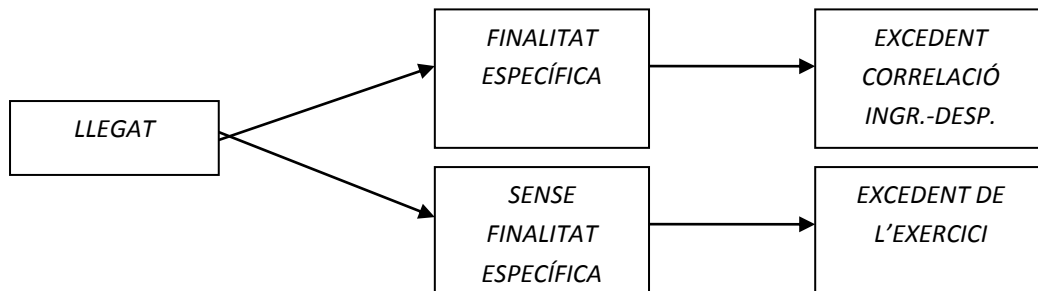 LLEGAT
FINALITAT
ESPECÍFICA
EXCEDENT
CORRELACIÓ
INGR.-DESP.
SENSE
FINALITAT
ESPECÍFICA
EXCEDENT DE
L’EXERCICI